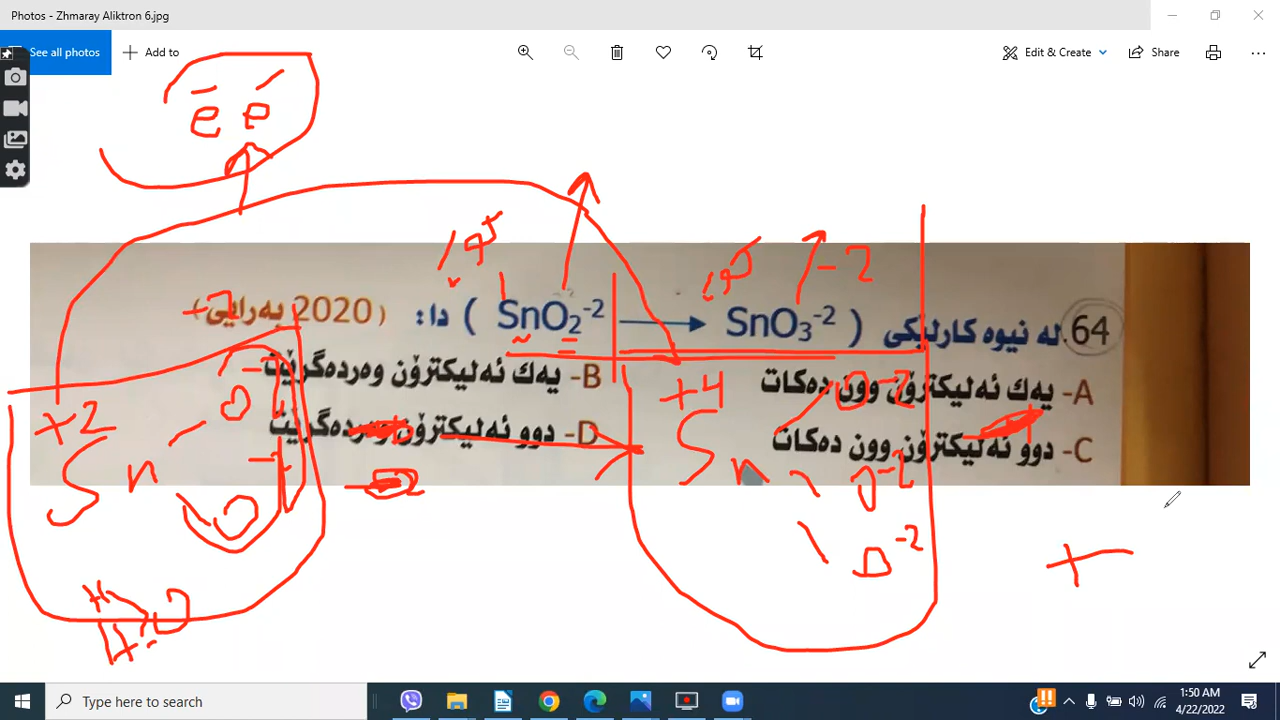 Photos - Zhmaray Aliktron 6.jpg
See all photos
Add to
Edit & Create
Share
e e
-2
64. لە نیوە کارلێکی ( SnO₂⁻² → SnO₃⁻² ) دا : ( 2020 بەرایی )
A- یەك ئەلیکترۆن وون دەکات
B- یەك ئەلیکترۆن وەردەگرێت
C- دوو ئەلیکترۆن وون دەکات
D- دوو ئەلیکترۆن وەردەگرێت
+2
Sn O
O
+4
Sn O-2
O-2
O-2
H
H O
+-
Type here to search
1:50 AM
4/22/2022